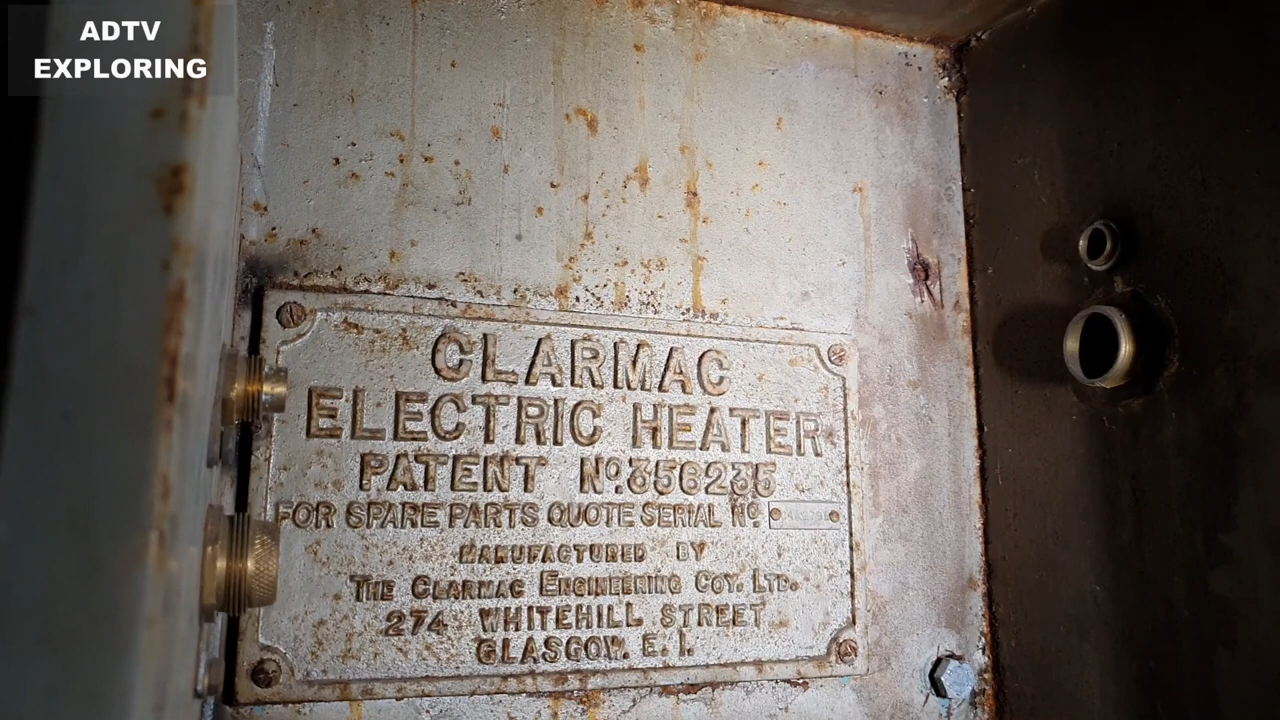 ADTV
EXPLORING
CLARMAC
ELECTRIC HEATER
PATENT No. 356235
FOR SPARE PARTS QUOTE SERIAL No.
MANUFACTURED BY
THE CLARMAC ENGINEERING COY. LTD.
274 WHITEHILL STREET
GLASGOW. E. I.